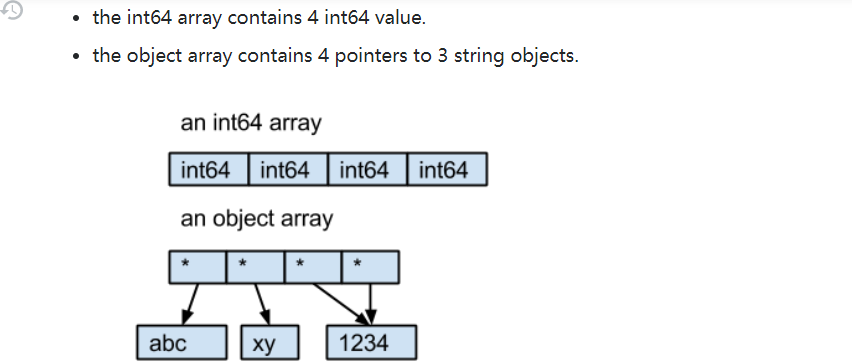 the int64 array contains 4 int64 value.
the object array contains 4 pointers to 3 string objects.
an int64 array
int64 int64 int64 int64
an object array
* * * *
abc xy 1234